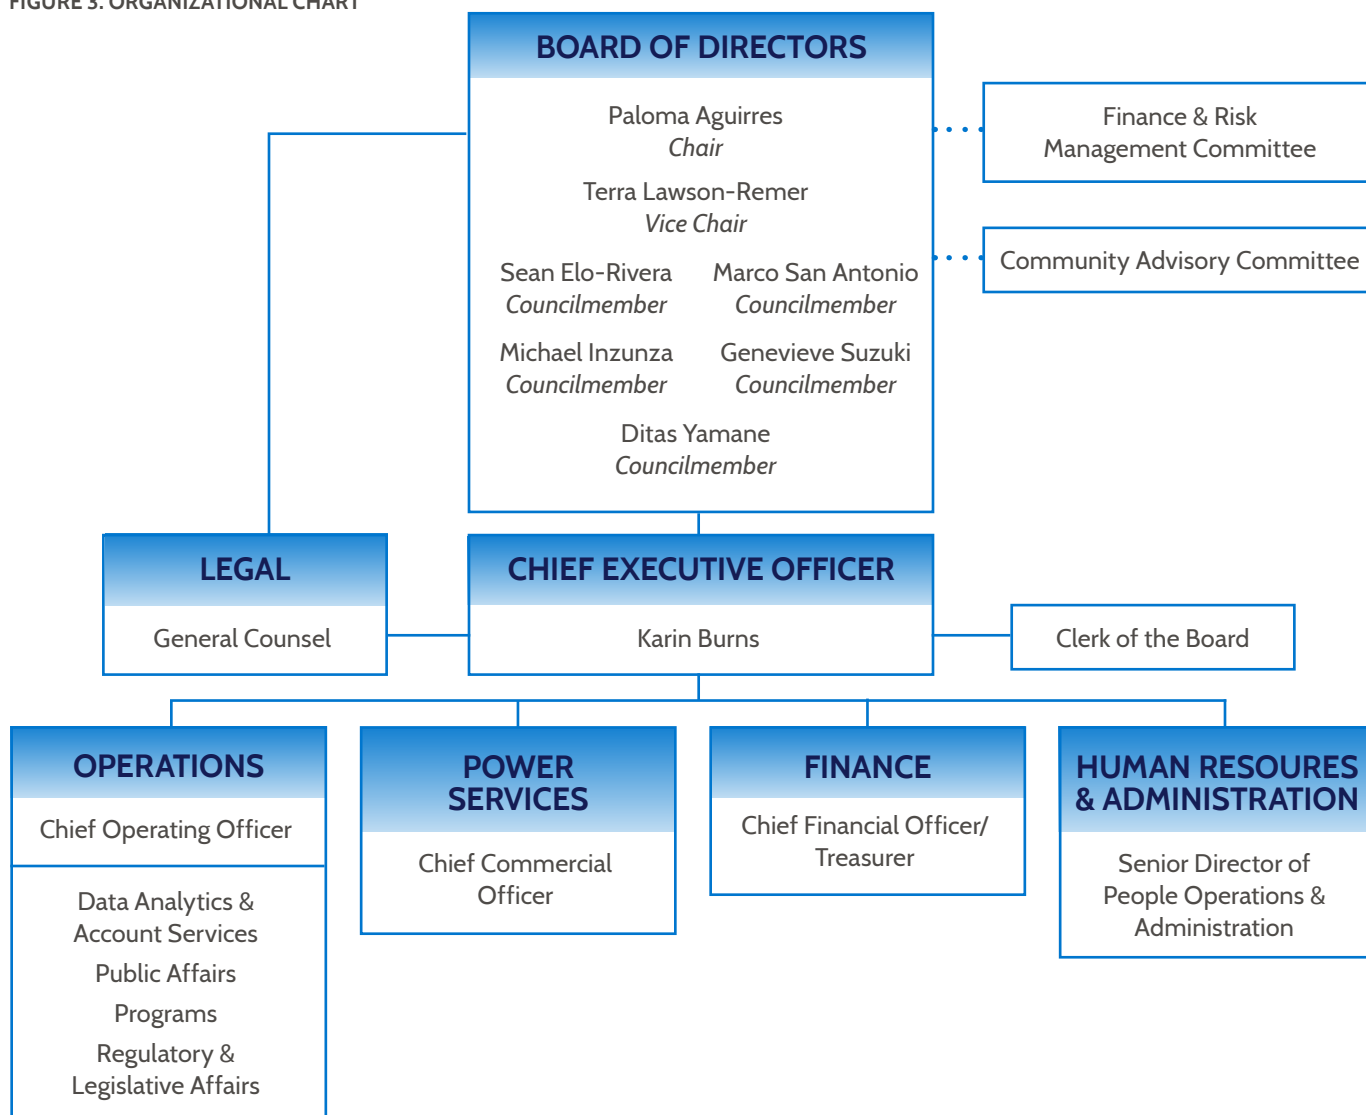 FIGURE 3. ORGANIZATIONAL CHART
BOARD OF DIRECTORS
Paloma Aguirres
Chair
Terra Lawson-Remer
Vice Chair
Sean Elo-Rivera
Councilmember
Marco San Antonio
Councilmember
Michael Inzunza
Councilmember
Genevieve Suzuki
Councilmember
Ditas Yamane
Councilmember
Finance & Risk
Management Committee
Community Advisory Committee
LEGAL
General Counsel
CHIEF EXECUTIVE OFFICER
Karin Burns
Clerk of the Board
OPERATIONS
Chief Operating Officer
Data Analytics &
Account Services
Public Affairs
Programs
Regulatory &
Legislative Affairs
POWER
SERVICES
Chief Commercial
Officer
FINANCE
Chief Financial Officer/
Treasurer
HUMAN RESOURES
& ADMINISTRATION
Senior Director of
People Operations &
Administration